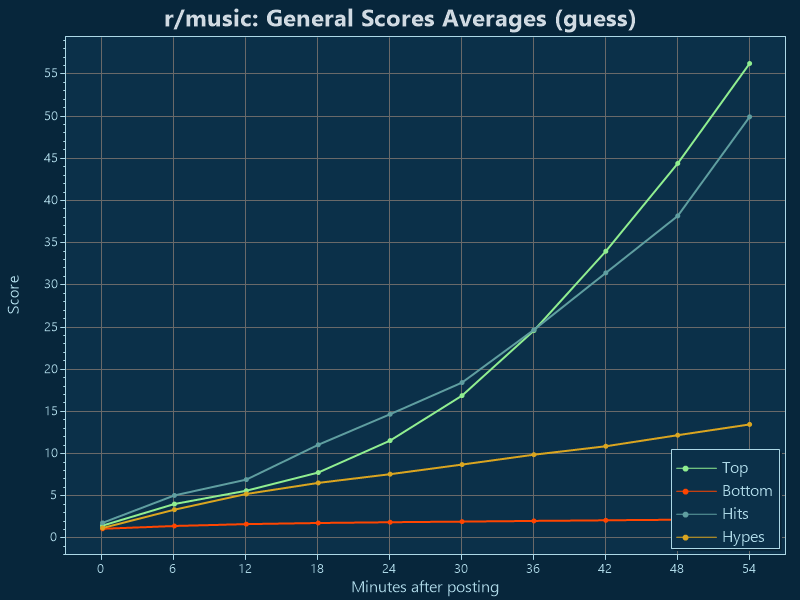 r/music: General Scores Averages (guess)
55
50
45
40
35
30
25
20
15
10
5
0
Score
Top
Bottom
Hits
Hypes
0 6 12 18 24 30 36 42 48 54
Minutes after posting